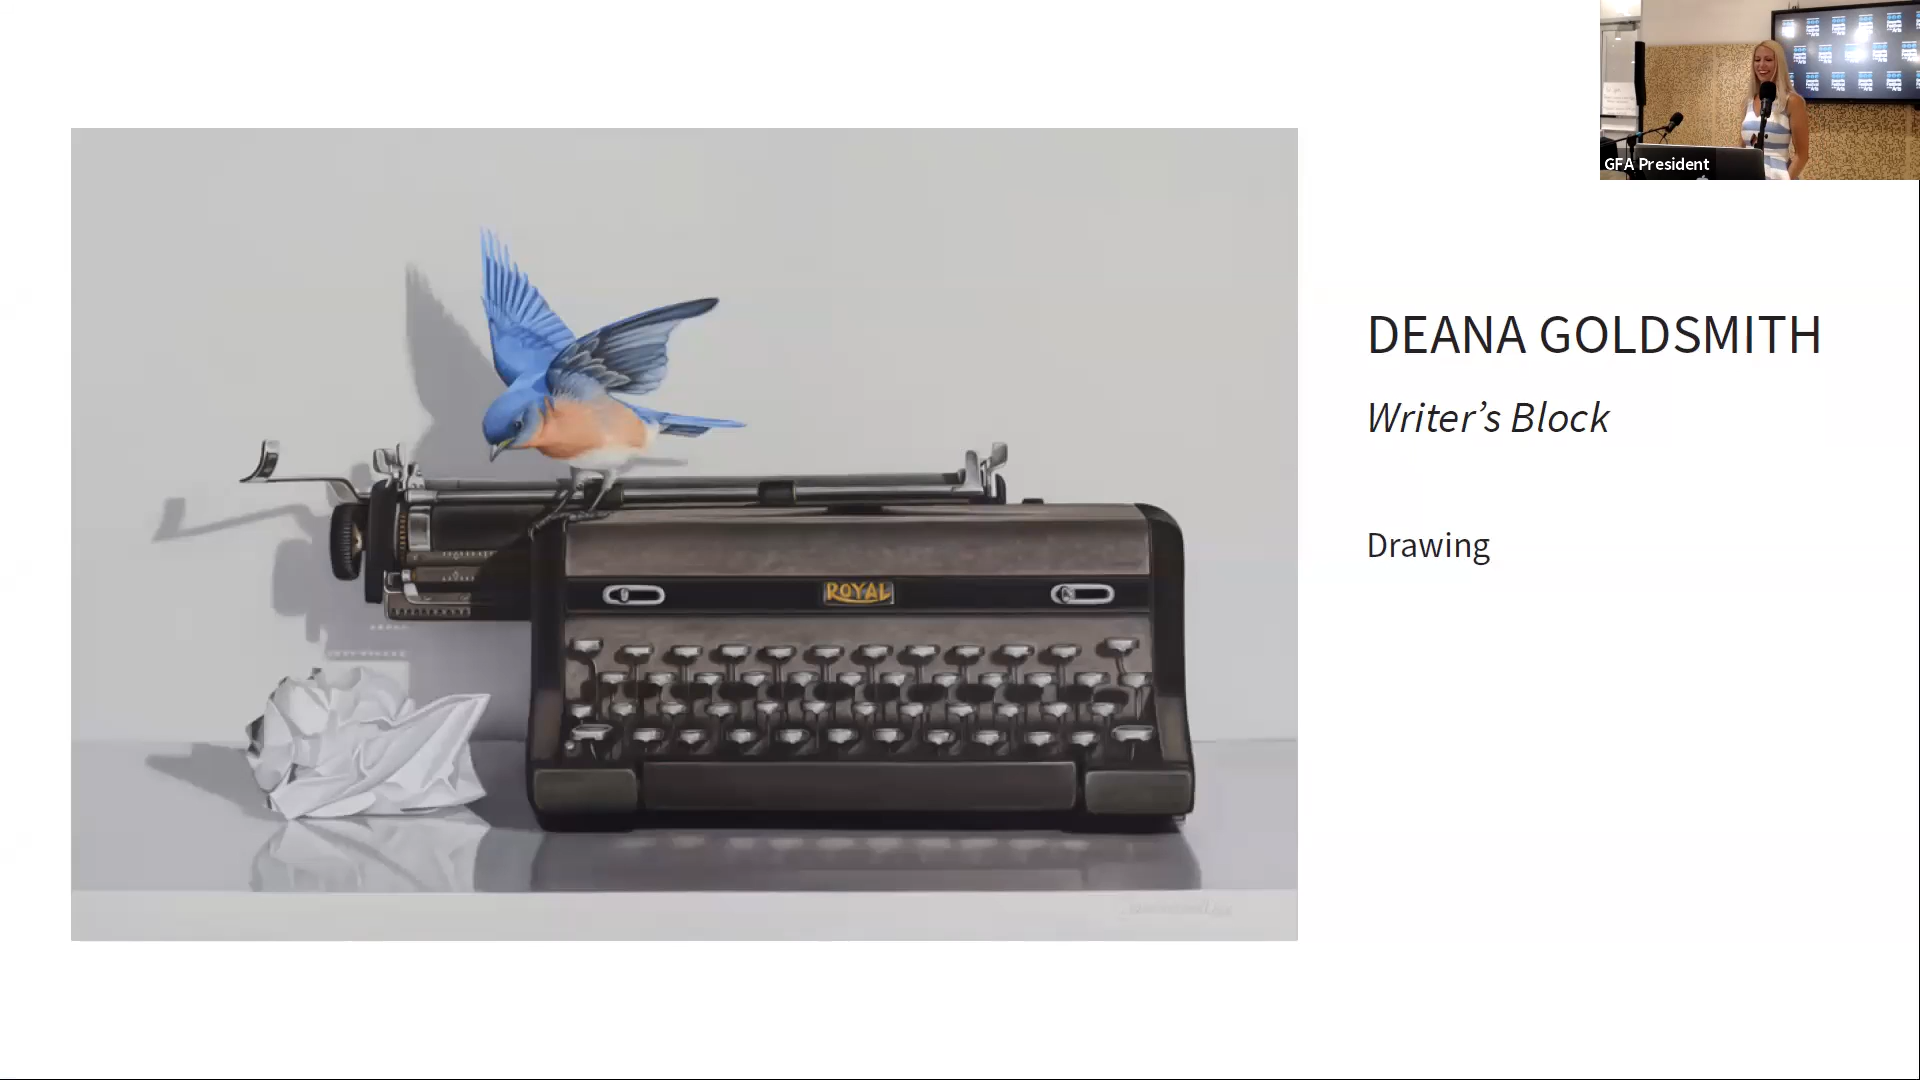 DEANA GOLDSMITH
Writer’s Block
Drawing
ROYAL
GFA President